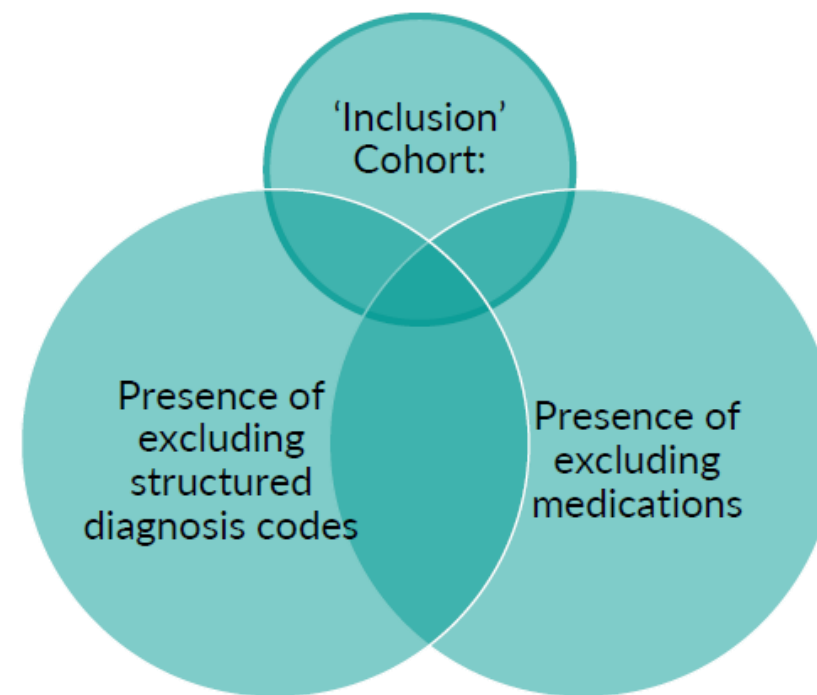 ‘Inclusion’
Cohort:
Presence of
excluding
structured
diagnosis codes
Presence of
excluding
medications